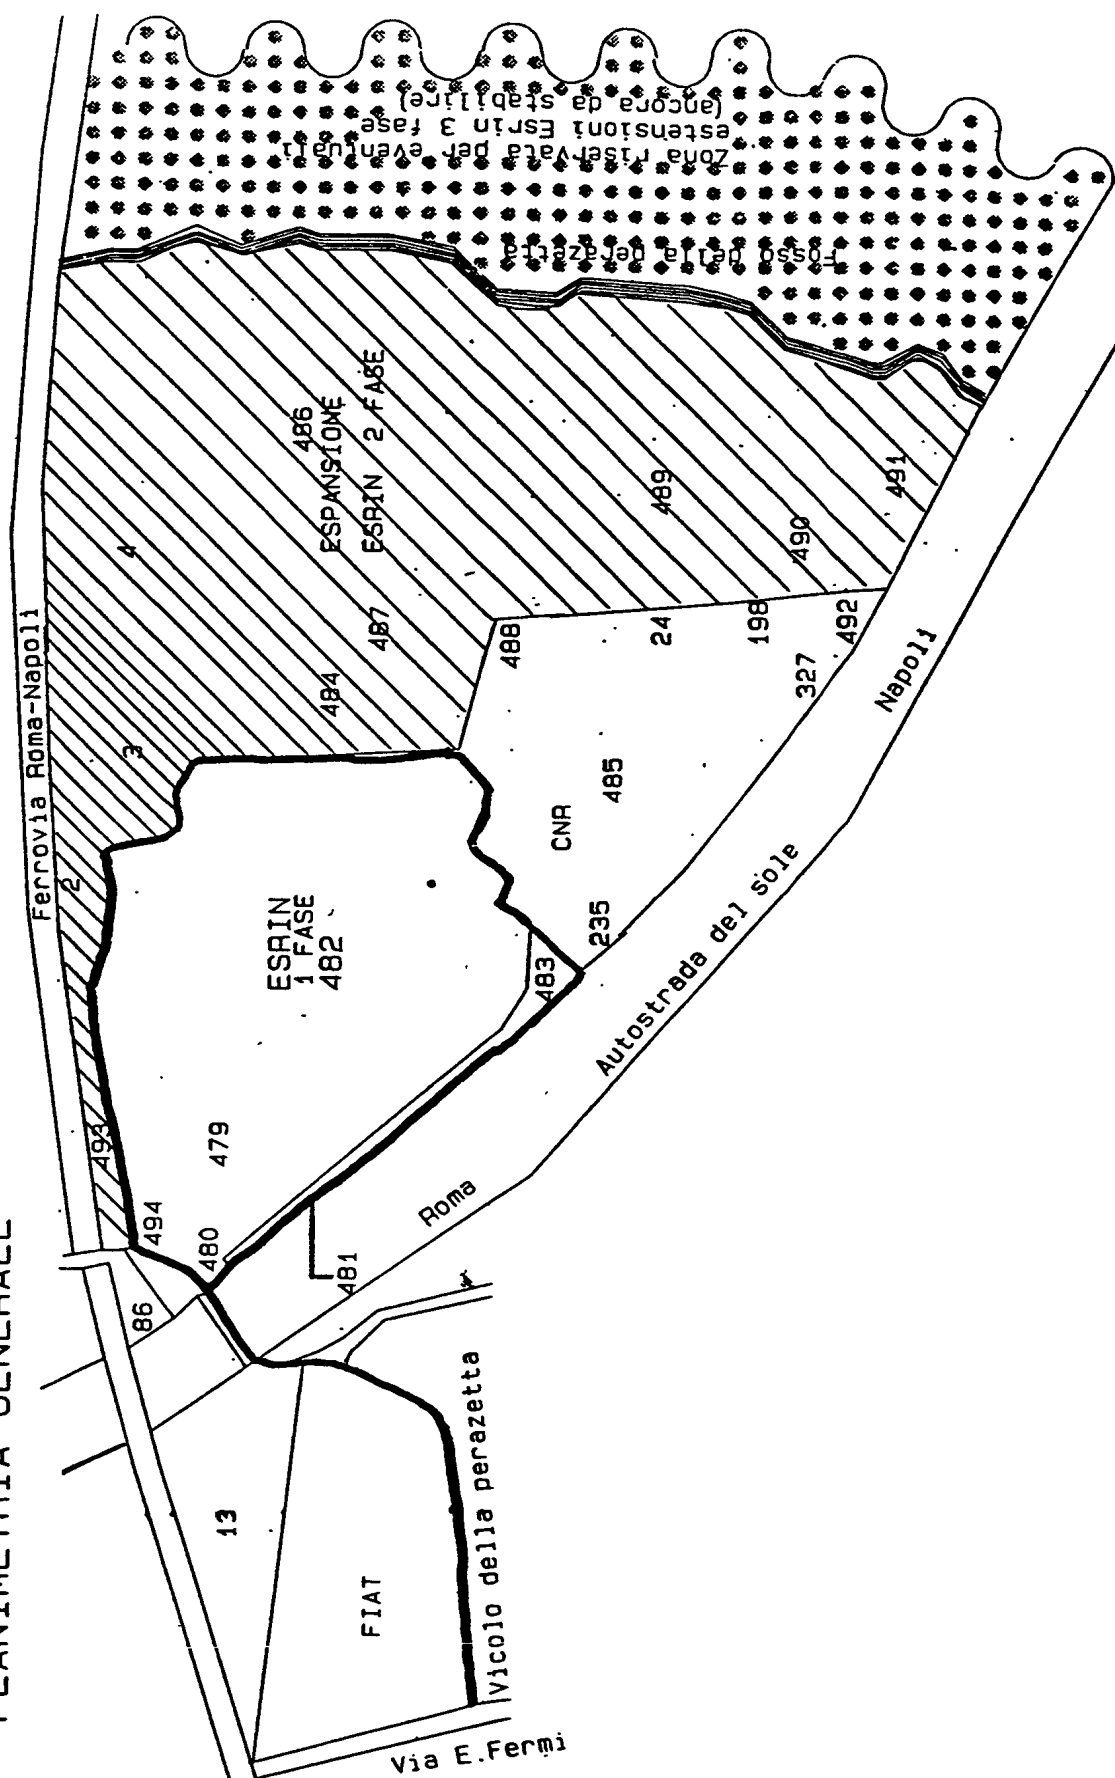 PLANIMETRIA GENERALE
Ferrovia Roma-Napoli
Zona riservata per eventuali
estensioni Esrin 3 fase
(ancora da stabilire)
Fosso della perazetta
4
486
ESPANSIONE
ESRIN 2 FASE
489
490
491
487
484
3
2
488
24
198
492
327
485
CNR
235
ESRIN
1 FASE
482
483
493
479
494
480
481
86
13
FIAT
Napoli
Autostrada del sole
Roma
Vicolo della perazetta
Via E.Fermi